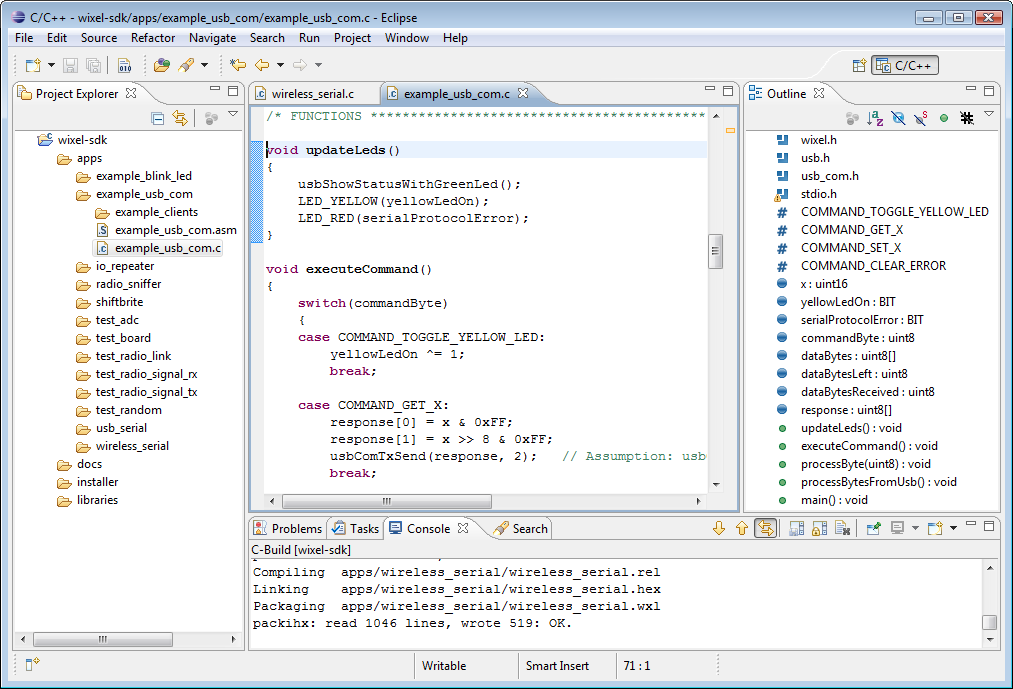 C/C++ - wixel-sdk/apps/example_usb_com/example_usb_com.c - Eclipse
File Edit Source Refactor Navigate Search Run Project Window Help
010
C/C++
Project Explorer
wixel-sdk
apps
example_blink_led
example_usb_com
example_clients
example_usb_com.asm
example_usb_com.c
io_repeater
radio_sniffer
shiftbrite
test_adc
test_board
test_radio_link
test_radio_signal_rx
test_radio_signal_tx
test_random
usb_serial
wireless_serial
docs
installer
libraries
wireless_serial.c
example_usb_com.c
/* FUNCTIONS ******************************************
void updateLeds()
{
usbShowStatusWithGreenLed();
LED_YELLOW(yellowLedOn);
LED_RED(serialProtocolError);
}
void executeCommand()
{
switch(commandByte)
{
case COMMAND_TOGGLE_YELLOW_LED:
yellowLedOn ^= 1;
break;
case COMMAND_GET_X:
response[0] = x & 0xFF;
response[1] = x >> 8 & 0xFF;
usbComTxSend(response, 2); // Assumption: usb
break;
Outline
wixel.h
usb.h
usb_com.h
stdio.h
# COMMAND_TOGGLE_YELLOW_LED
# COMMAND_GET_X
# COMMAND_SET_X
# COMMAND_CLEAR_ERROR
x : uint16
yellowLedOn : BIT
serialProtocolError : BIT
commandByte : uint8
dataBytes : uint8[]
dataBytesLeft : uint8
dataBytesReceived : uint8
response : uint8[]
updateLeds() : void
executeCommand() : void
processByte(uint8) : void
processBytesFromUsb() : void
main() : void
Problems Tasks Console Search
C-Build [wixel-sdk]
Compiling apps/wireless_serial/wireless_serial.rel
Linking apps/wireless_serial/wireless_serial.hex
Packaging apps/wireless_serial/wireless_serial.wxl
packihx: read 1046 lines, wrote 519: OK.
Writable Smart Insert 71 : 1